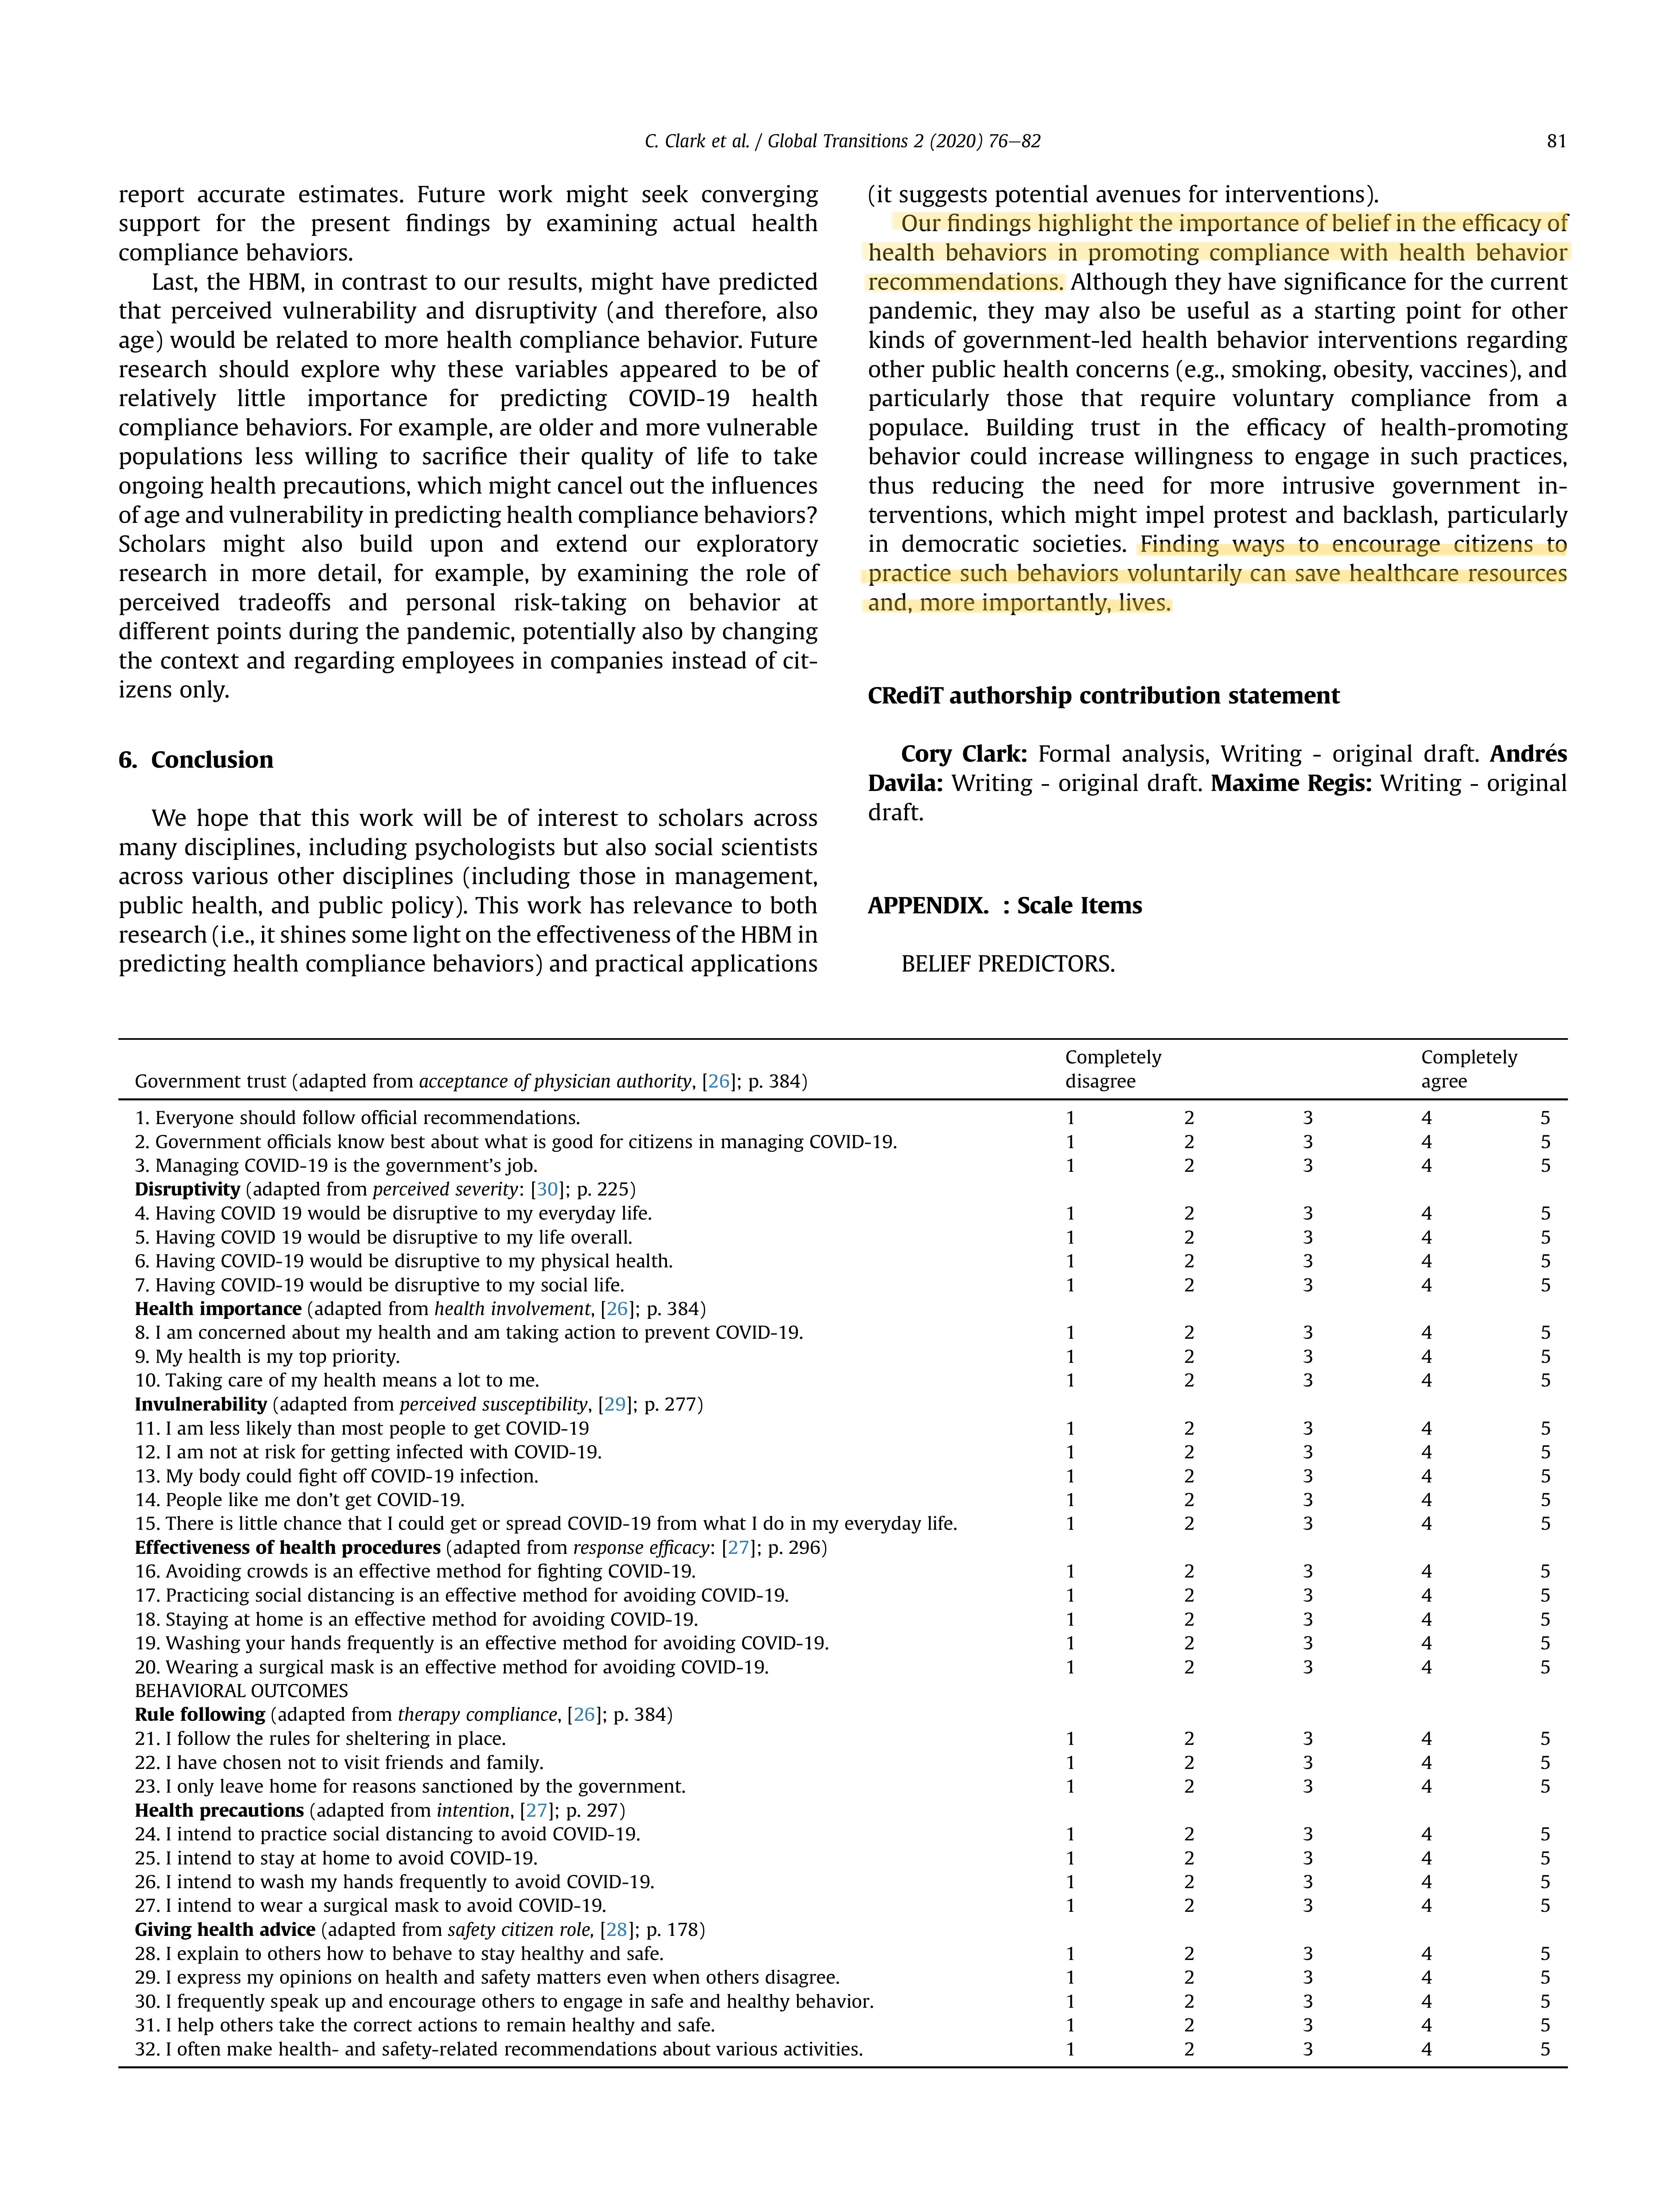 C. Clark et al. / Global Transitions 2 (2020) 76–82
81
report accurate estimates. Future work might seek converging
support for the present findings by examining actual health
compliance behaviors.
Last, the HBM, in contrast to our results, might have predicted
that perceived vulnerability and disruptivity (and therefore, also
age) would be related to more health compliance behavior. Future
research should explore why these variables appeared to be of
relatively little importance for predicting COVID-19 health
compliance behaviors. For example, are older and more vulnerable
populations less willing to sacrifice their quality of life to take
ongoing health precautions, which might cancel out the influences
of age and vulnerability in predicting health compliance behaviors?
Scholars might also build upon and extend our exploratory
research in more detail, for example, by examining the role of
perceived tradeoffs and personal risk-taking on behavior at
different points during the pandemic, potentially also by changing
the context and regarding employees in companies instead of cit-
izens only.
6. Conclusion
We hope that this work will be of interest to scholars across
many disciplines, including psychologists but also social scientists
across various other disciplines (including those in management,
public health, and public policy). This work has relevance to both
research (i.e., it shines some light on the effectiveness of the HBM in
predicting health compliance behaviors) and practical applications
(it suggests potential avenues for interventions).
Our findings highlight the importance of belief in the efficacy of
health behaviors in promoting compliance with health behavior
recommendations. Although they have significance for the current
pandemic, they may also be useful as a starting point for other
kinds of government-led health behavior interventions regarding
other public health concerns (e.g., smoking, obesity, vaccines), and
particularly those that require voluntary compliance from a
populace. Building trust in the efficacy of health-promoting
behavior could increase willingness to engage in such practices,
thus reducing the need for more intrusive government in-
terventions, which might impel protest and backlash, particularly
in democratic societies. Finding ways to encourage citizens to
practice such behaviors voluntarily can save healthcare resources
and, more importantly, lives.
CRediT authorship contribution statement
Cory Clark: Formal analysis, Writing - original draft. Andrés
Davila: Writing - original draft. Maxime Regis: Writing - original
draft.
APPENDIX. : Scale Items
BELIEF PREDICTORS.
Government trust (adapted from acceptance of physician authority, [26]; p. 384) Completely disagree Completely agree
1. Everyone should follow official recommendations. 1 2 3 4 5
2. Government officials know best about what is good for citizens in managing COVID-19. 1 2 3 4 5
3. Managing COVID-19 is the government's job. 1 2 3 4 5
Disruptivity (adapted from perceived severity: [30]; p. 225)
4. Having COVID 19 would be disruptive to my everyday life. 1 2 3 4 5
5. Having COVID 19 would be disruptive to my life overall. 1 2 3 4 5
6. Having COVID-19 would be disruptive to my physical health. 1 2 3 4 5
7. Having COVID-19 would be disruptive to my social life. 1 2 3 4 5
Health importance (adapted from health involvement, [26]; p. 384)
8. I am concerned about my health and am taking action to prevent COVID-19. 1 2 3 4 5
9. My health is my top priority. 1 2 3 4 5
10. Taking care of my health means a lot to me. 1 2 3 4 5
Invulnerability (adapted from perceived susceptibility, [29]; p. 277)
11. I am less likely than most people to get COVID-19 1 2 3 4 5
12. I am not at risk for getting infected with COVID-19. 1 2 3 4 5
13. My body could fight off COVID-19 infection. 1 2 3 4 5
14. People like me don't get COVID-19. 1 2 3 4 5
15. There is little chance that I could get or spread COVID-19 from what I do in my everyday life. 1 2 3 4 5
Effectiveness of health procedures (adapted from response efficacy: [27]; p. 296)
16. Avoiding crowds is an effective method for fighting COVID-19. 1 2 3 4 5
17. Practicing social distancing is an effective method for avoiding COVID-19. 1 2 3 4 5
18. Staying at home is an effective method for avoiding COVID-19. 1 2 3 4 5
19. Washing your hands frequently is an effective method for avoiding COVID-19. 1 2 3 4 5
20. Wearing a surgical mask is an effective method for avoiding COVID-19. 1 2 3 4 5
BEHAVIORAL OUTCOMES
Rule following (adapted from therapy compliance, [26]; p. 384)
21. I follow the rules for sheltering in place. 1 2 3 4 5
22. I have chosen not to visit friends and family. 1 2 3 4 5
23. I only leave home for reasons sanctioned by the government. 1 2 3 4 5
Health precautions (adapted from intention, [27]; p. 297)
24. I intend to practice social distancing to avoid COVID-19. 1 2 3 4 5
25. I intend to stay at home to avoid COVID-19. 1 2 3 4 5
26. I intend to wash my hands frequently to avoid COVID-19. 1 2 3 4 5
27. I intend to wear a surgical mask to avoid COVID-19. 1 2 3 4 5
Giving health advice (adapted from safety citizen role, [28]; p. 178)
28. I explain to others how to behave to stay healthy and safe. 1 2 3 4 5
29. I express my opinions on health and safety matters even when others disagree. 1 2 3 4 5
30. I frequently speak up and encourage others to engage in safe and healthy behavior. 1 2 3 4 5
31. I help others take the correct actions to remain healthy and safe. 1 2 3 4 5
32. I often make health- and safety-related recommendations about various activities. 1 2 3 4 5